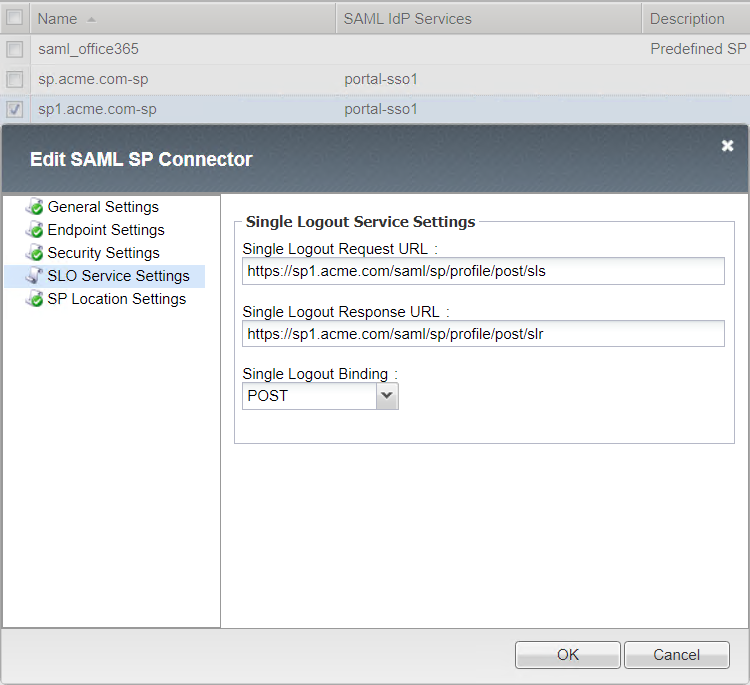 Name SAML IdP Services Description
saml_office365 Predefined SP
sp.acme.com-sp portal-sso1
sp1.acme.com-sp portal-sso1
Edit SAML SP Connector
General Settings
Endpoint Settings
Security Settings
SLO Service Settings
SP Location Settings
Single Logout Service Settings
Single Logout Request URL :
https://sp1.acme.com/saml/sp/profile/post/sls
Single Logout Response URL :
https://sp1.acme.com/saml/sp/profile/post/slr
Single Logout Binding :
POST
OK Cancel